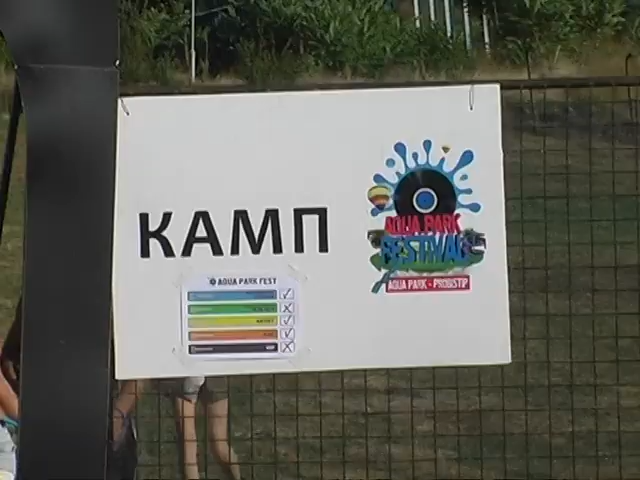 КАМП
AQUA PARK
FESTIVAL
AQUA PARK - PROBISTIP
AQUA PARK FEST